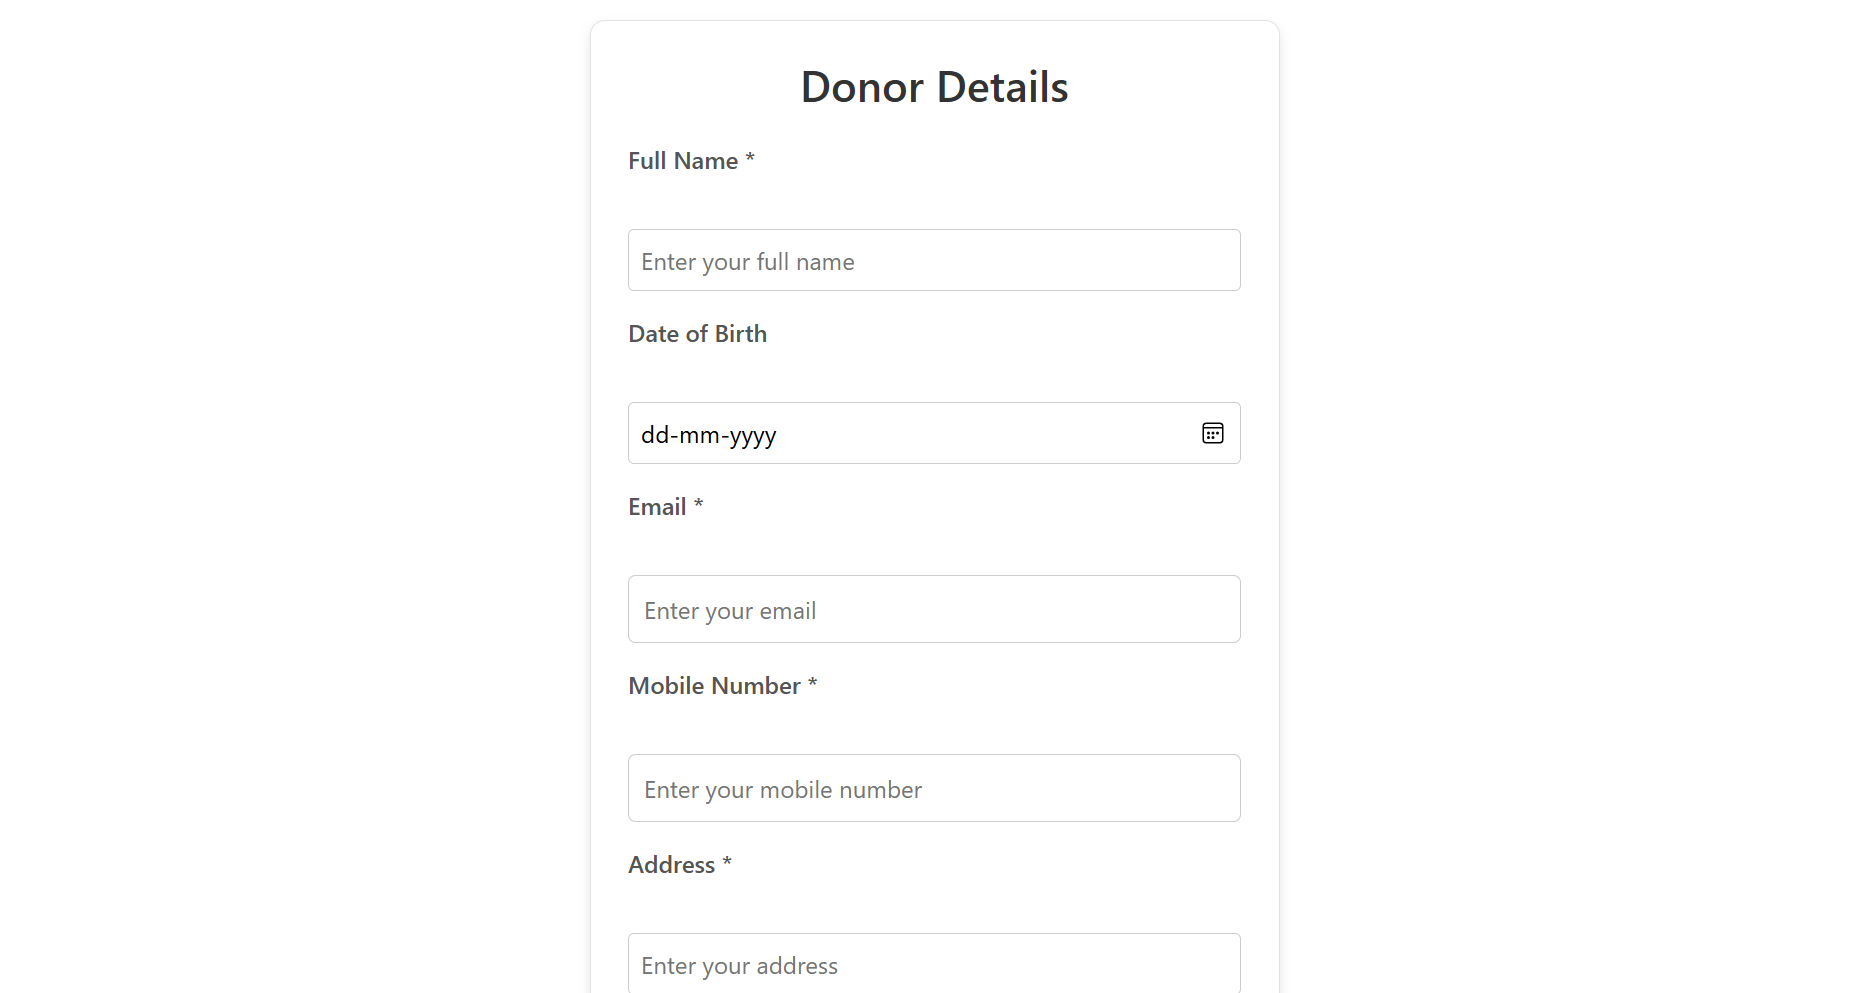 Donor Details
Full Name *
Enter your full name
Date of Birth
dd-mm-yyyy
Email *
Enter your email
Mobile Number *
Enter your mobile number
Address *
Enter your address